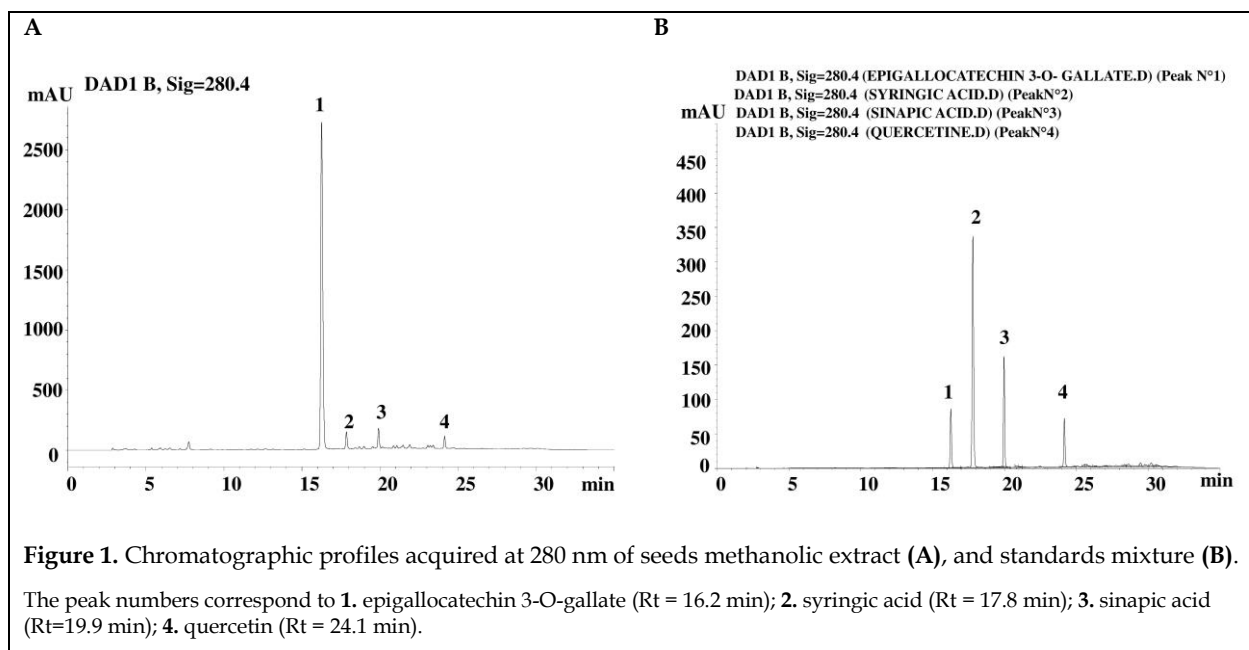 A
DAD1 B, Sig=280.4
mAU
2500
2000
1500
1000
500
0
1
2
3
4
0 5 10 15 20 25 30 min
B
DAD1 B, Sig=280.4 (EPIGALLOCATECHIN 3-O- GALLATE.D) (Peak N°1)
DAD1 B, Sig=280.4 (SYRINGIC ACID.D) (PeakN°2)
DAD1 B, Sig=280.4 (SINAPIC ACID.D) (PeakN°3)
DAD1 B, Sig=280.4 (QUERCETINE.D) (PeakN°4)
mAU
450
400
350
300
250
200
150
100
50
0
1
2
3
4
0 5 10 15 20 25 30 min
Figure 1. Chromatographic profiles acquired at 280 nm of seeds methanolic extract (A), and standards mixture (B).
The peak numbers correspond to 1. epigallocatechin 3-O-gallate (Rt = 16.2 min); 2. syringic acid (Rt = 17.8 min); 3. sinapic acid
(Rt=19.9 min); 4. quercetin (Rt = 24.1 min).